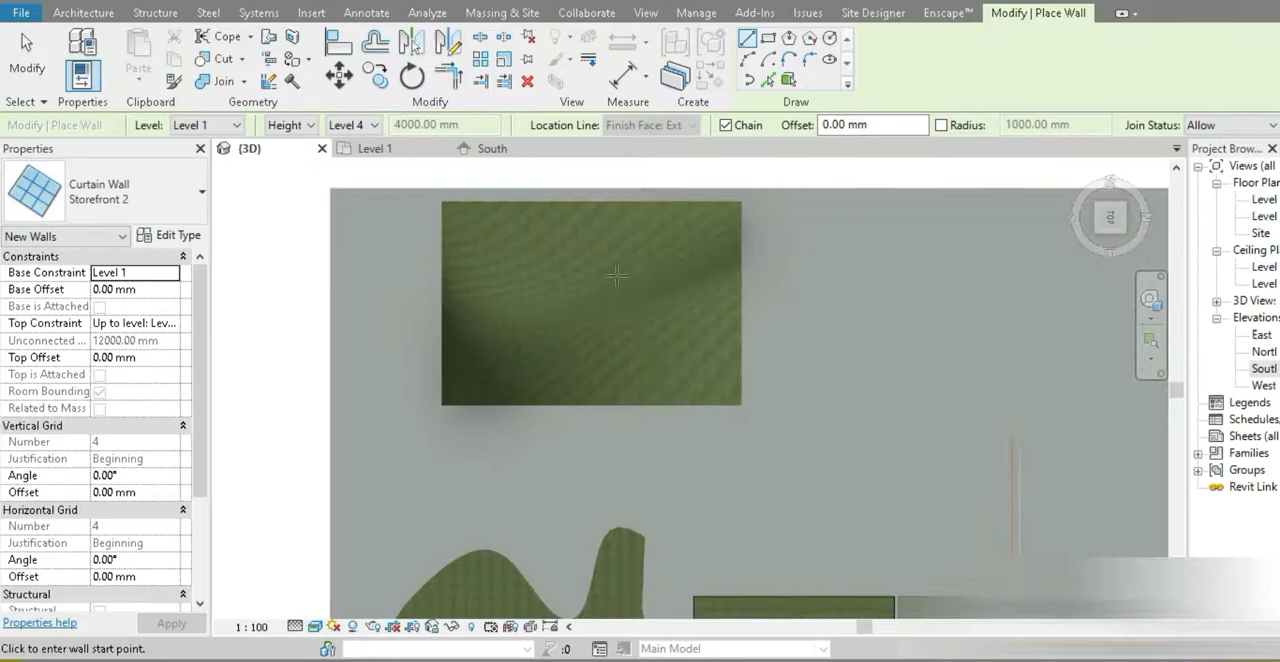 File Architecture Structure Steel Systems Insert Annotate Analyze Massing & Site Collaborate View Manage Add-Ins Issues Site Designer Enscape™ Modify | Place Wall
Cope
Cut
Join
Modify
Paste
Select Properties Clipboard Geometry Modify View Measure Create Draw
Modify | Place Wall Level: Level 1 Height Level 4 4000.00 mm Location Line: Finish Face: Ext Chain Offset: 0.00 mm Radius: 1000.00 mm Join Status: Allow
Properties {3D} Level 1 South Project Brow...
Curtain Wall
Storefront 2
New Walls Edit Type
Constraints
Base Constraint Level 1
Base Offset 0.00 mm
Base is Attached
Top Constraint Up to level: Lev...
Unconnected ... 12000.00 mm
Top Offset 0.00 mm
Top is Attached
Room Bounding
Related to Mass
Vertical Grid
Number 4
Justification Beginning
Angle 0.00°
Offset 0.00 mm
Horizontal Grid
Number 4
Justification Beginning
Angle 0.00°
Offset 0.00 mm
Structural
Properties help Apply
TOP
Views (all
Floor Plar
Level
Level
Site
Ceiling Pl
Level
Level
3D View:
Elevations
East
Nortl
Soutl
West
Legends
Schedules,
Sheets (all
Families
Groups
Revit Link
1 : 100
Click to enter wall start point. :0 Main Model